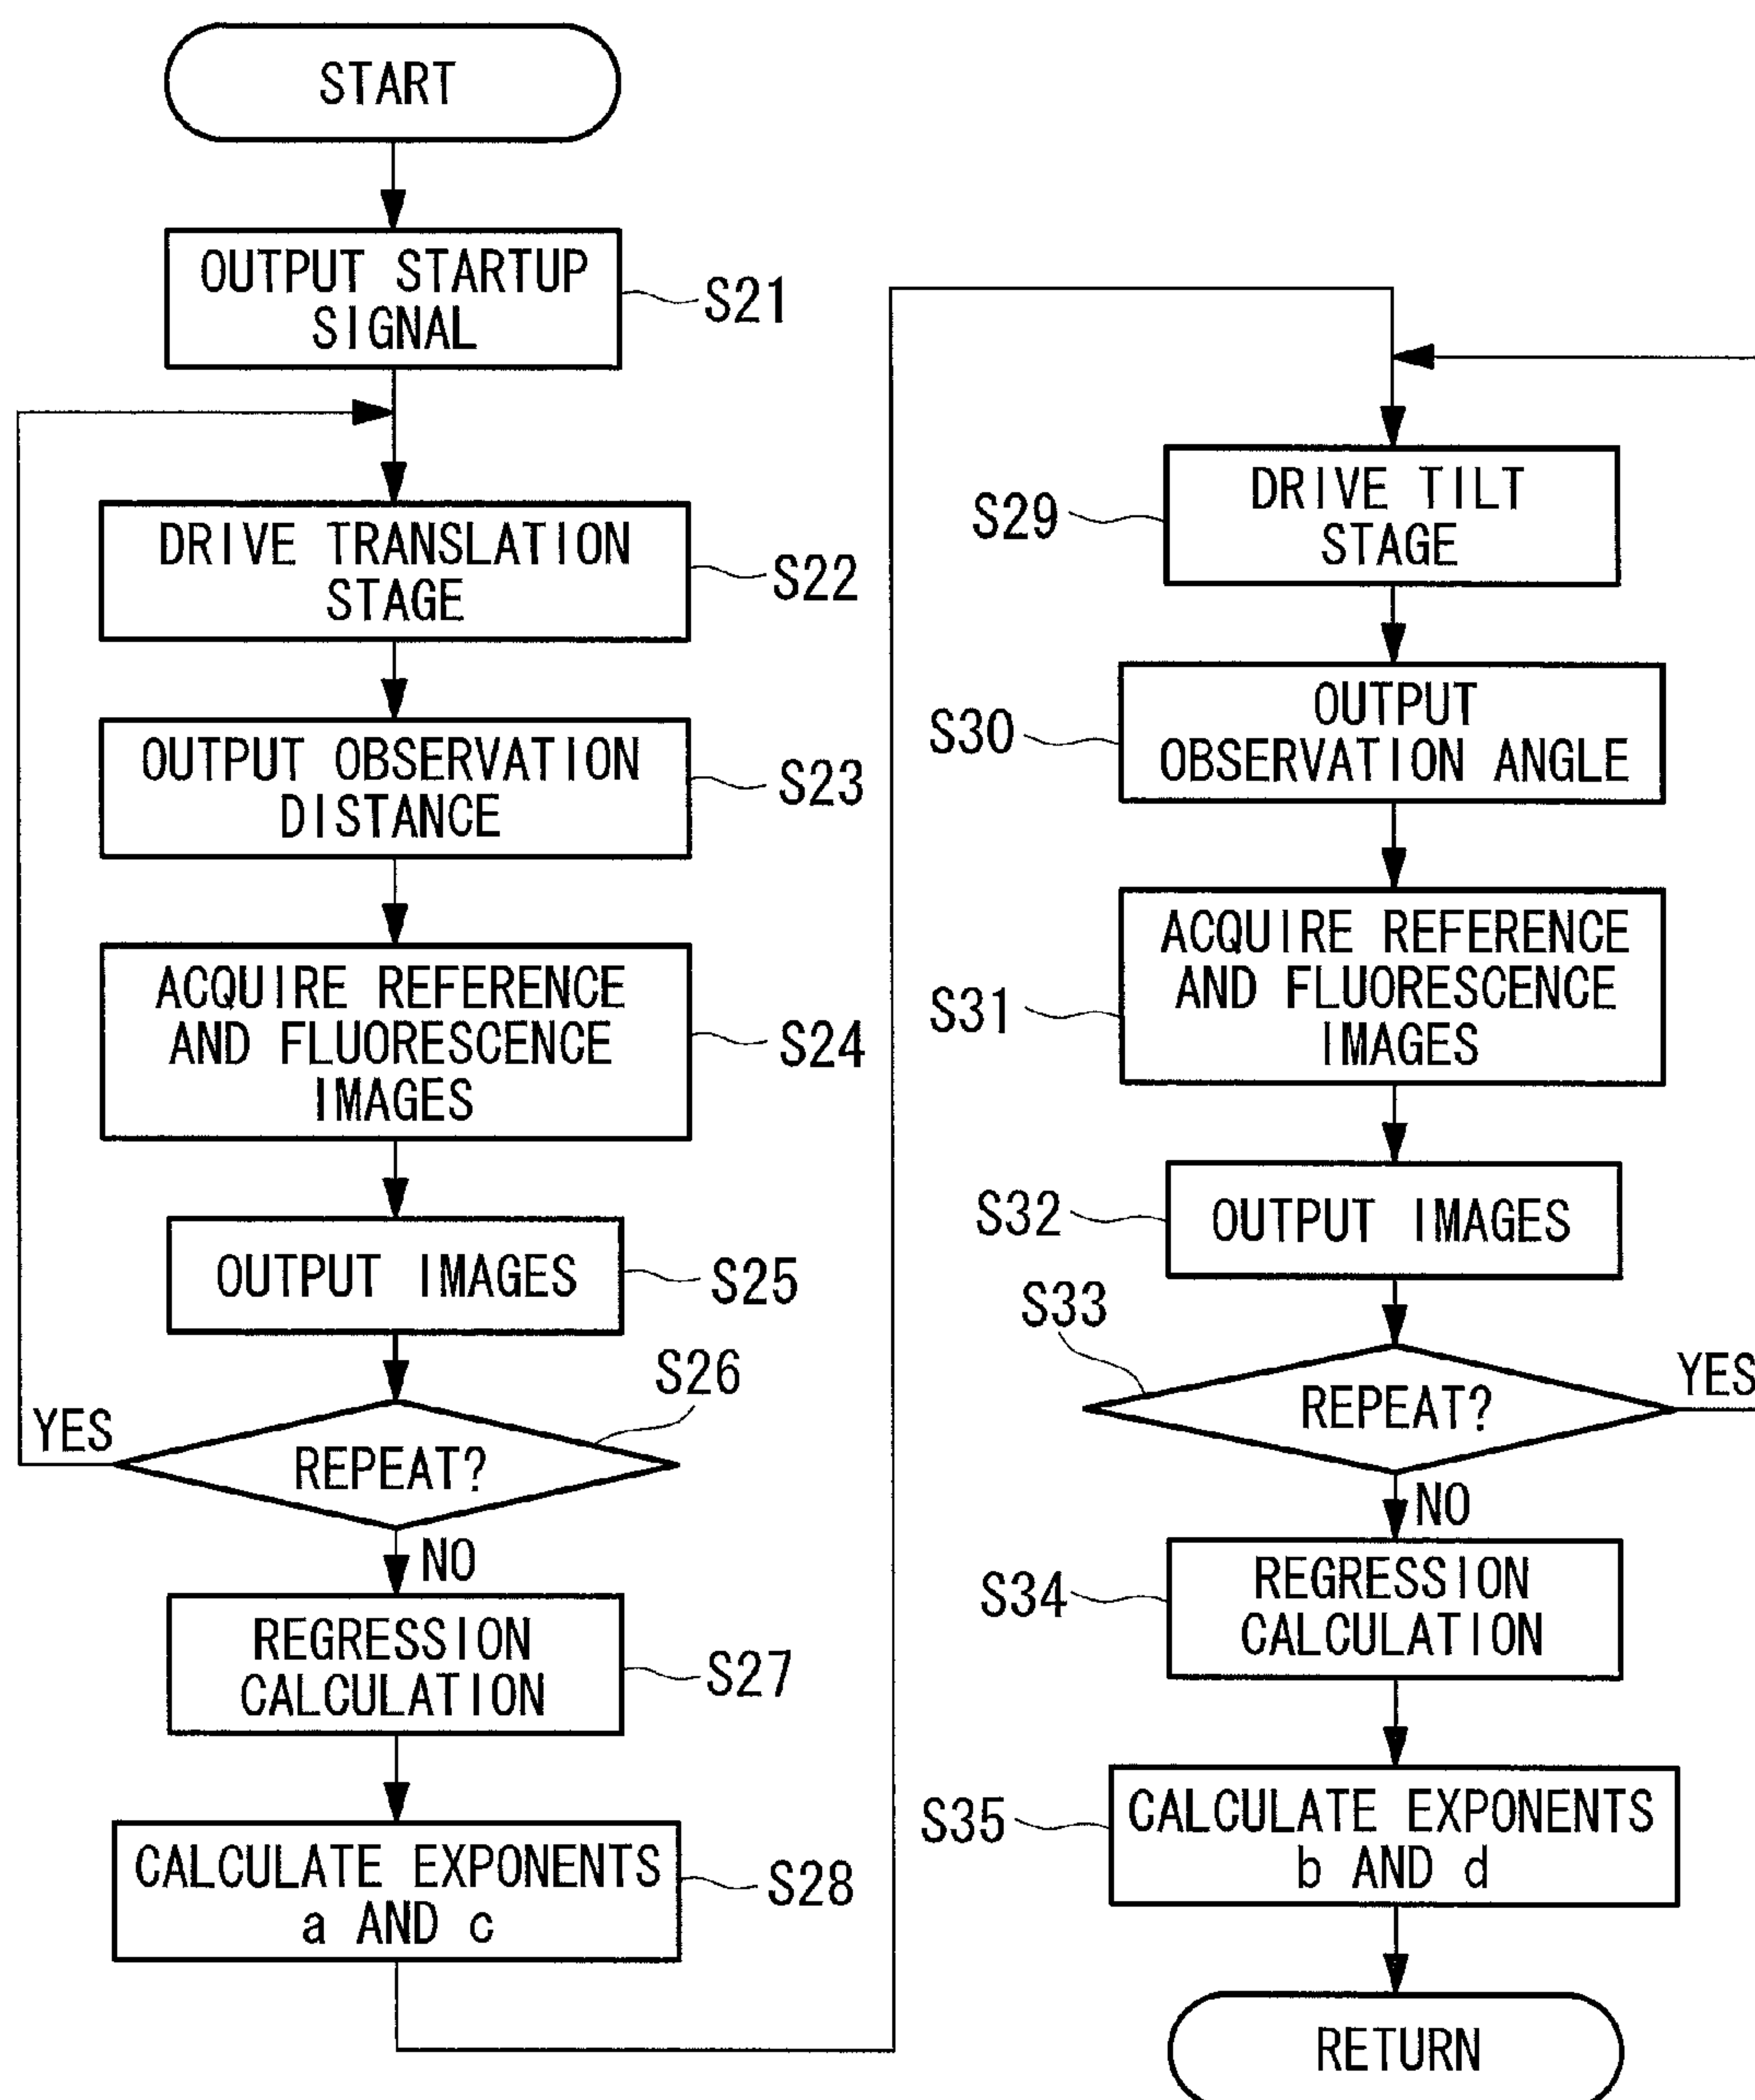 START
OUTPUT STARTUP
SIGNAL
S21
DRIVE TRANSLATION
STAGE
S22
OUTPUT OBSERVATION
DISTANCE
S23
ACQUIRE REFERENCE
AND FLUORESCENCE
IMAGES
S24
OUTPUT IMAGES
S25
S26
YES
REPEAT?
NO
REGRESSION
CALCULATION
S27
CALCULATE EXPONENTS
a AND c
S28
DRIVE TILT
STAGE
S29
OUTPUT
OBSERVATION ANGLE
S30
ACQUIRE REFERENCE
AND FLUORESCENCE
IMAGES
S31
OUTPUT IMAGES
S32
S33
YES
REPEAT?
NO
REGRESSION
CALCULATION
S34
CALCULATE EXPONENTS
b AND d
S35
RETURN